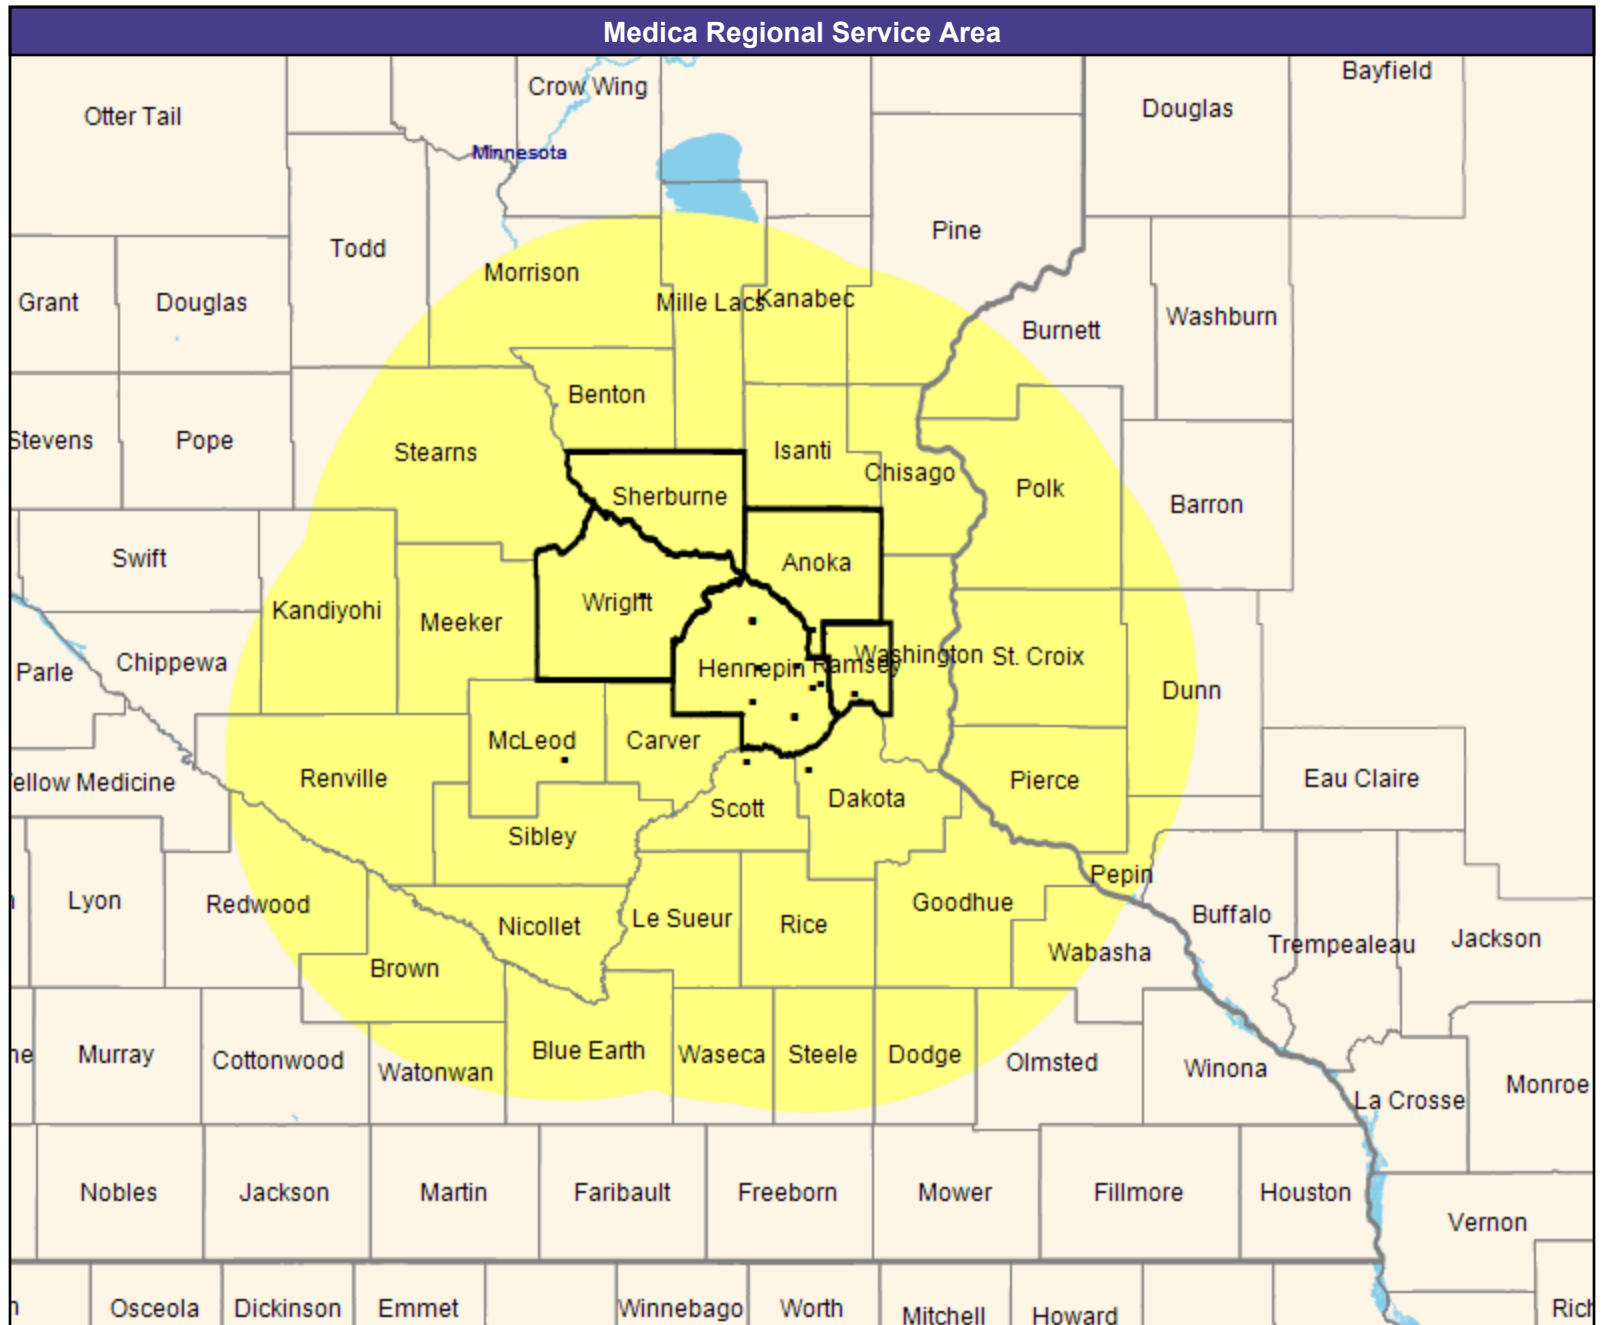 Medica Regional Service Area
Bayfield
Crow Wing
Douglas
Otter Tail
Minnesota
Pine
Todd
Morrison
Grant
Douglas
Mille Lacs
Kanabec
Washburn
Burnett
Benton
Stevens
Pope
Stearns
Isanti
Chisago
Sherburne
Polk
Barron
Swift
Anoka
Wright
Kandiyohi
Meeker
Parle
Chippewa
Hennepin
Ramsey
Washington
St. Croix
Dunn
McLeod
Carver
Renville
ellow Medicine
Pierce
Eau Claire
Scott
Dakota
Sibley
Pepin
Lyon
Redwood
Goodhue
Nicollet
Le Sueur
Rice
Buffalo
Trempealeau
Jackson
Wabasha
Brown
ne
Murray
Cottonwood
Watonwan
Blue Earth
Waseca
Steele
Dodge
Olmsted
Winona
La Crosse
Monroe
Nobles
Jackson
Martin
Faribault
Freeborn
Mower
Fillmore
Houston
Vernon
Osceola
Dickinson
Emmet
Winnebago
Worth
Mitchell
Howard
Rich